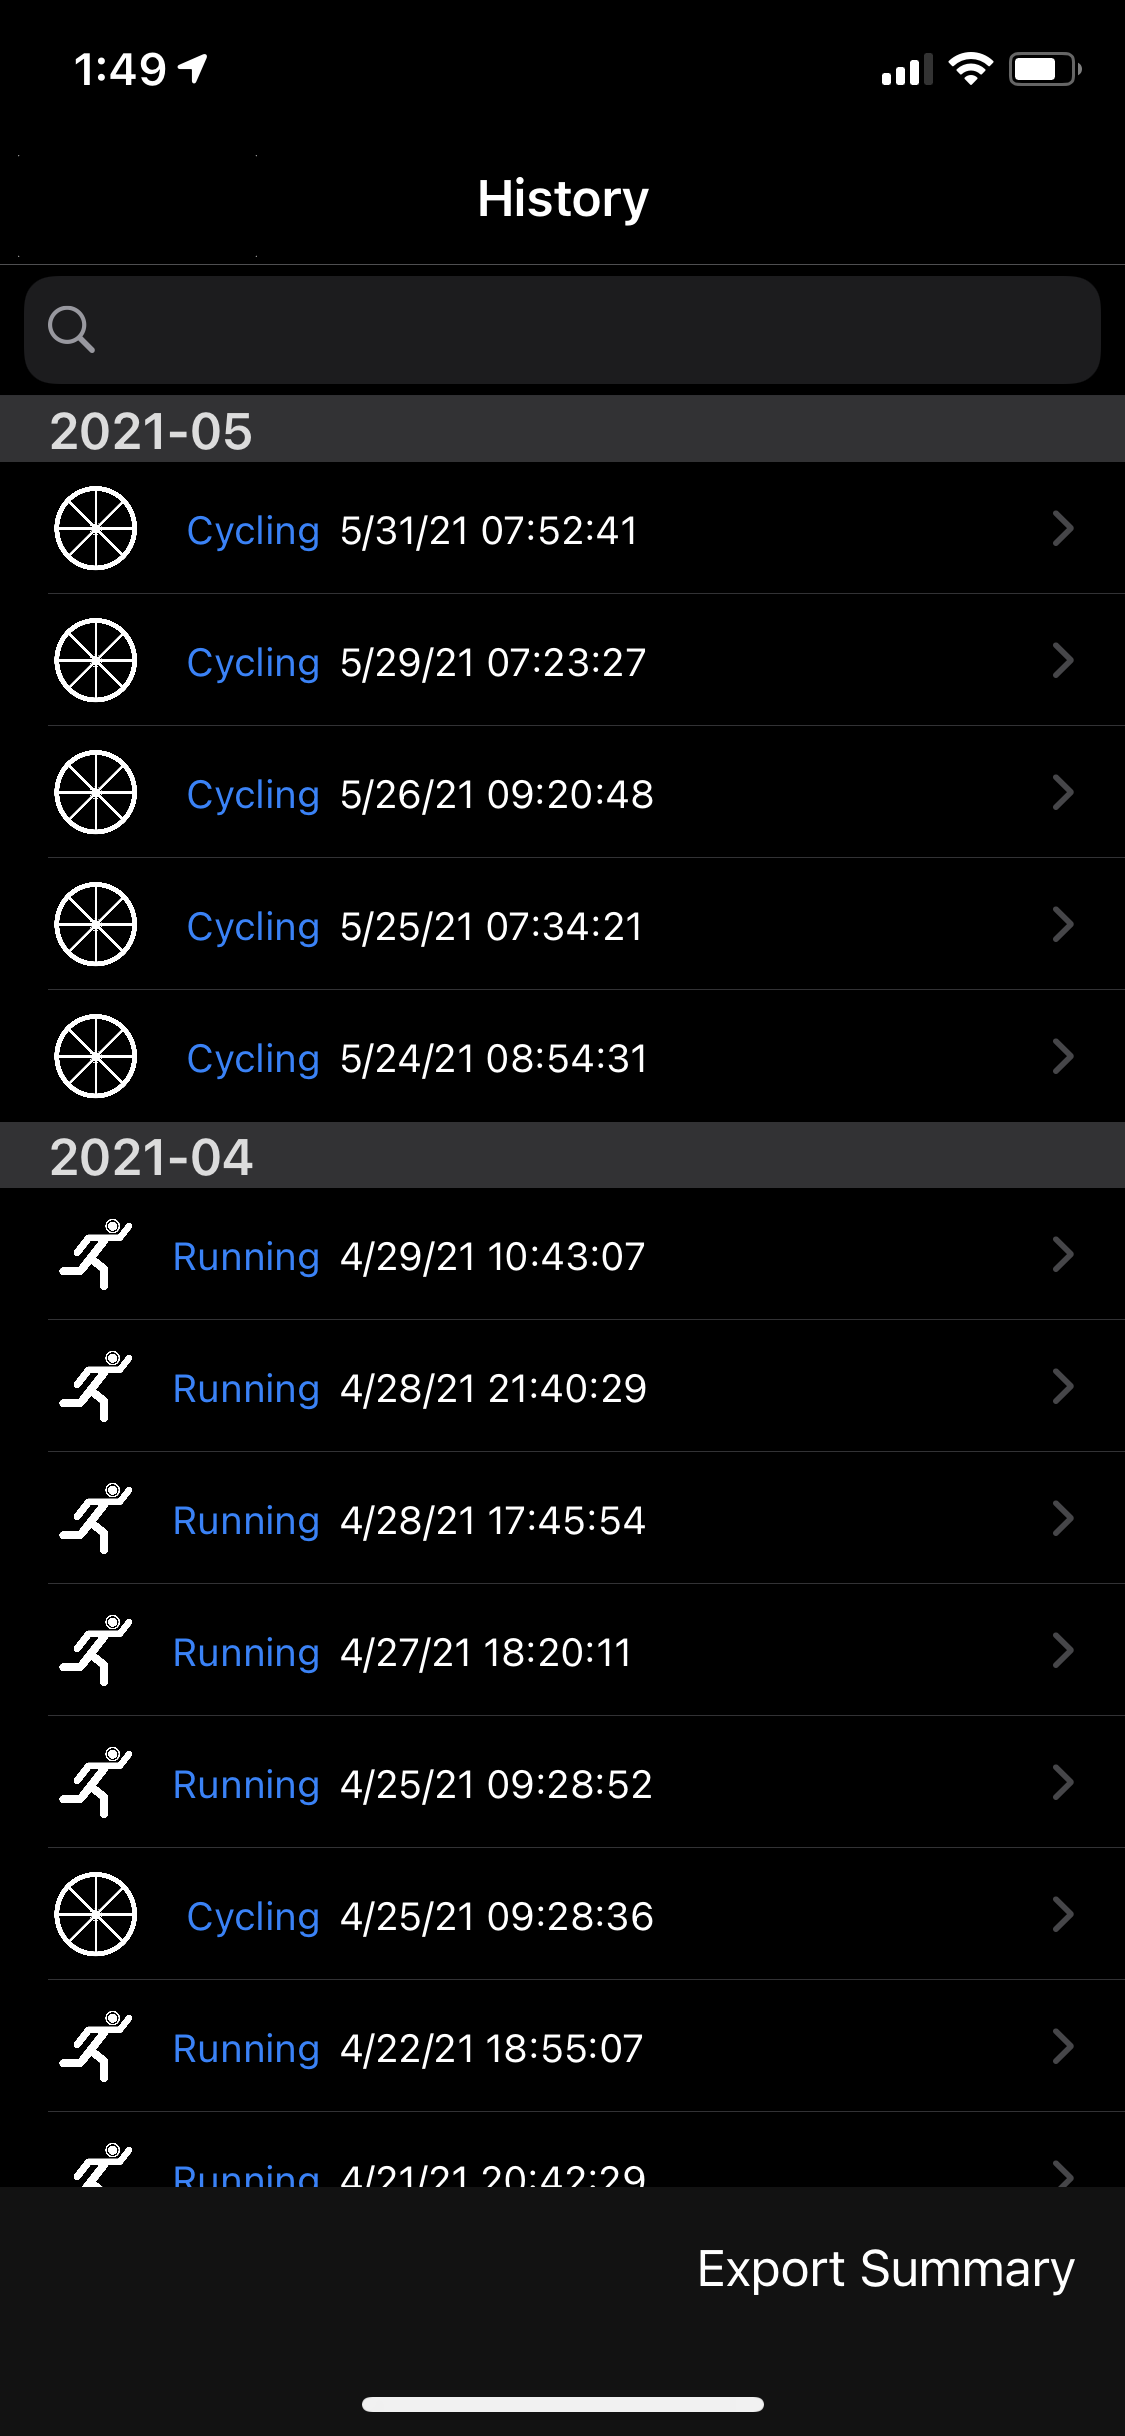 1:49
History
2021-05
Cycling 5/31/21 07:52:41
Cycling 5/29/21 07:23:27
Cycling 5/26/21 09:20:48
Cycling 5/25/21 07:34:21
Cycling 5/24/21 08:54:31
2021-04
Running 4/29/21 10:43:07
Running 4/28/21 21:40:29
Running 4/28/21 17:45:54
Running 4/27/21 18:20:11
Running 4/25/21 09:28:52
Cycling 4/25/21 09:28:36
Running 4/22/21 18:55:07
Running 4/21/21 20:42:29
Export Summary